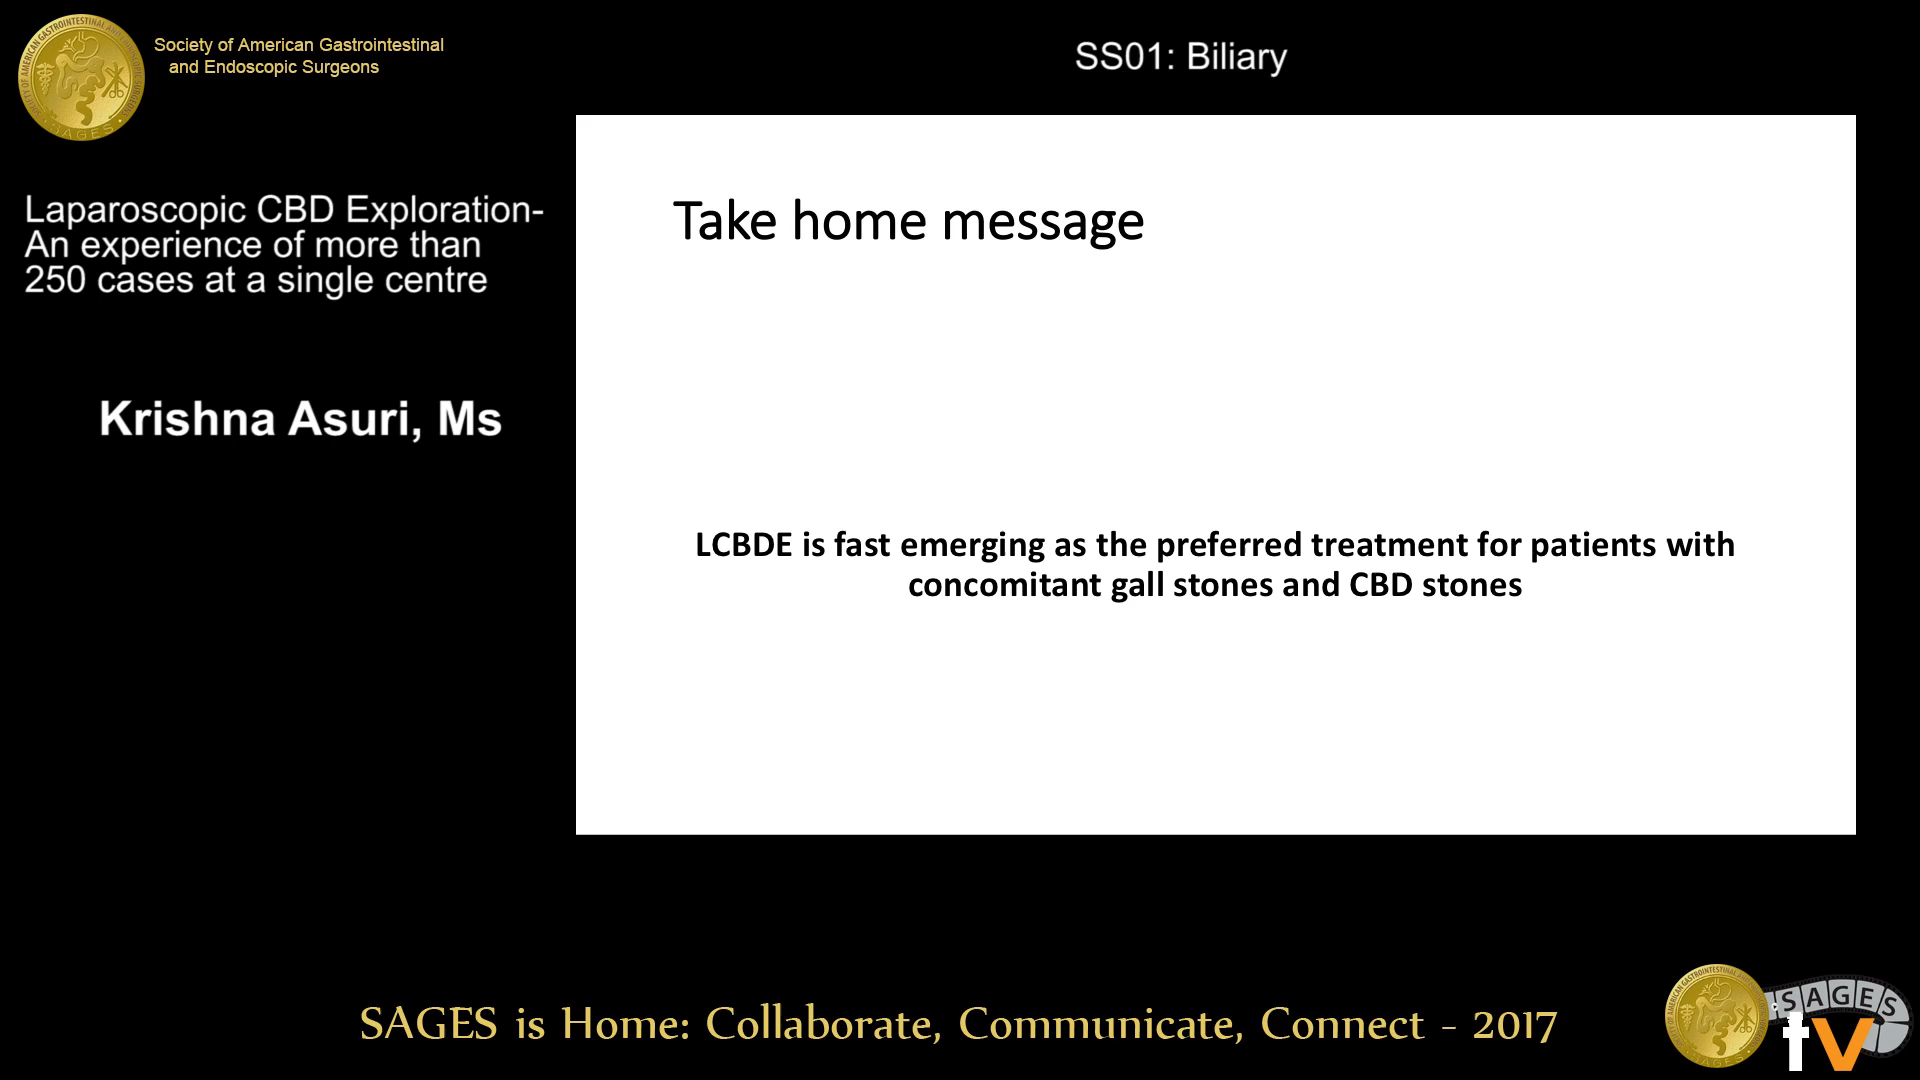 Society of American Gastrointestinal
and Endoscopic Surgeons
SS01: Biliary
Laparoscopic CBD Exploration-
An experience of more than
250 cases at a single centre
Krishna Asuri, Ms
Take home message
LCBDE is fast emerging as the preferred treatment for patients with
concomitant gall stones and CBD stones
SAGES is Home: Collaborate, Communicate, Connect - 2017
SAGES
tv